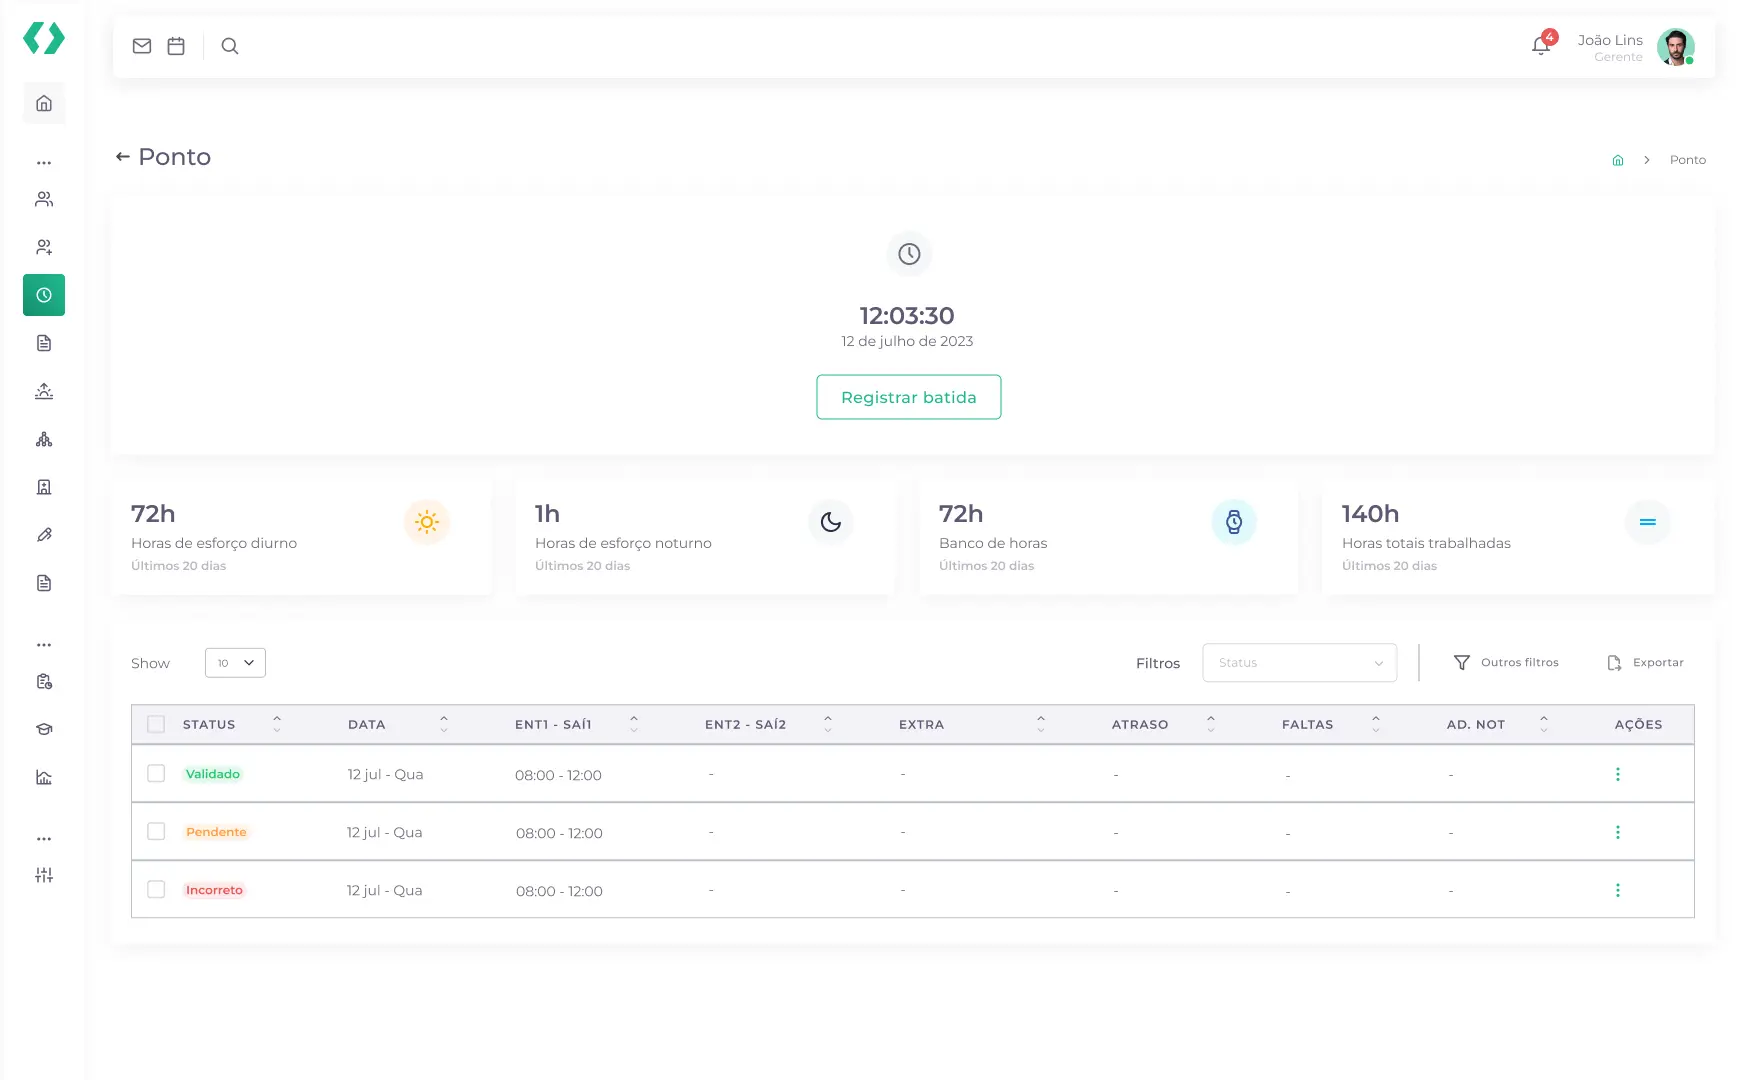 4
João Lins
Gerente
Ponto
Ponto
12:03:30
12 de julho de 2023
Registrar batida
72h
Horas de esforço diurno
Últimos 20 dias
1h
Horas de esforço noturno
Últimos 20 dias
72h
Banco de horas
Últimos 20 dias
140h
Horas totais trabalhadas
Últimos 20 dias
Show 10 Filtros Status Outros filtros Exportar
STATUS DATA ENT1 - SAÍ1 ENT2 - SAÍ2 EXTRA ATRASO FALTAS AD. NOT AÇÕES
Validado 12 jul - Qua 08:00 - 12:00 - - - - -
Pendente 12 jul - Qua 08:00 - 12:00 - - - - -
Incorreto 12 jul - Qua 08:00 - 12:00 - - - - -